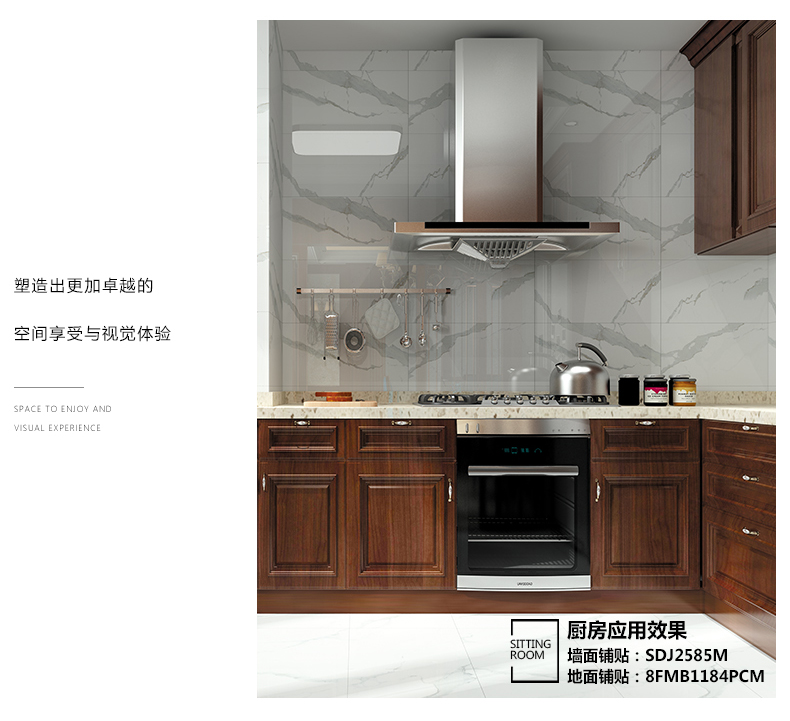 塑造出更加卓越的
空间享受与视觉体验
SPACE TO ENJOY AND
VISUAL EXPERIENCE
SITTING
ROOM
厨房应用效果
墙面铺贴：SDJ2585M
地面铺贴：8FMB1184PCM